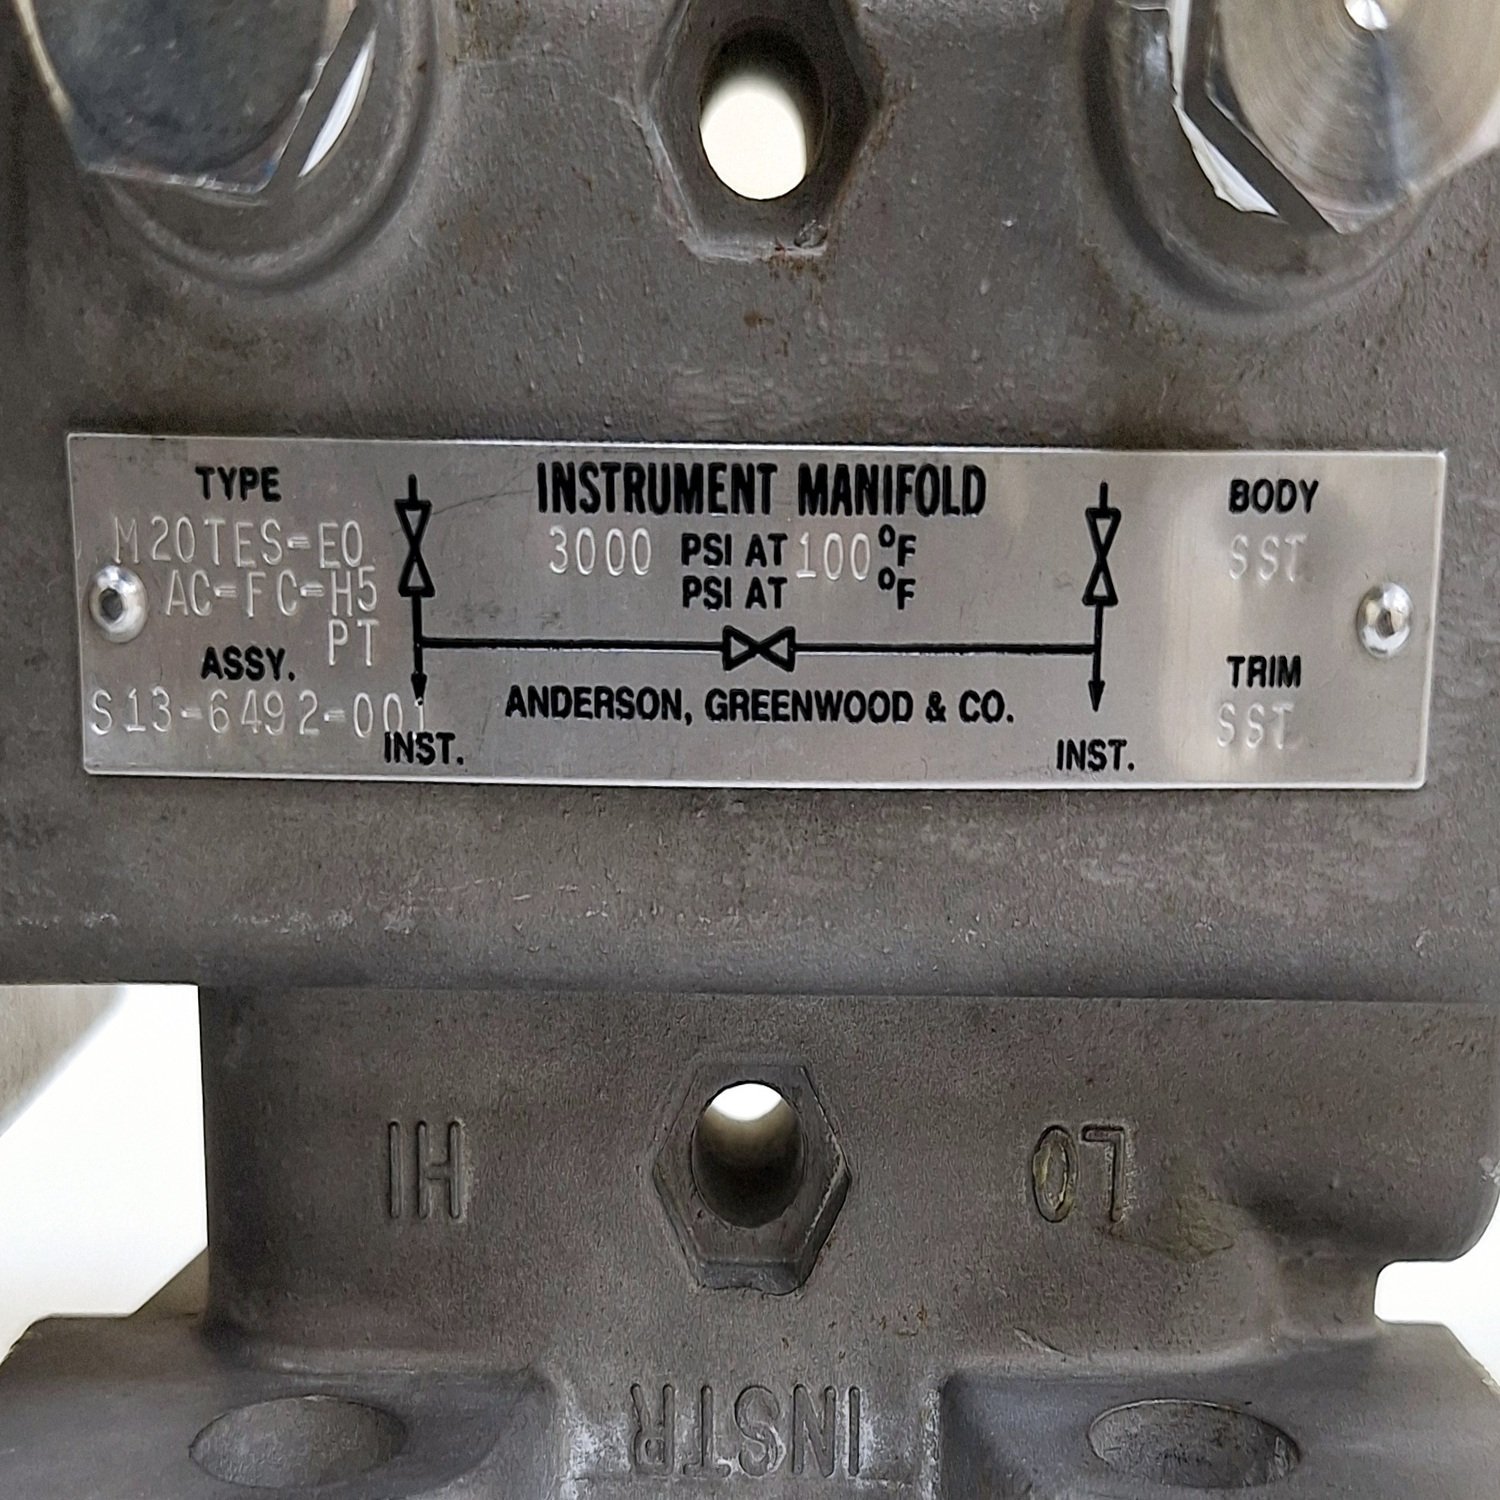 TYPE
M20TES-EO
AC-FC-H5
PT
ASSY.
S13-6492-001
INST.
INSTRUMENT MANIFOLD
3000 PSI AT 100 °F
PSI AT °F
ANDERSON, GREENWOOD & CO.
INST.
BODY
SST
TRIM
SST
HI
LO
INSTR